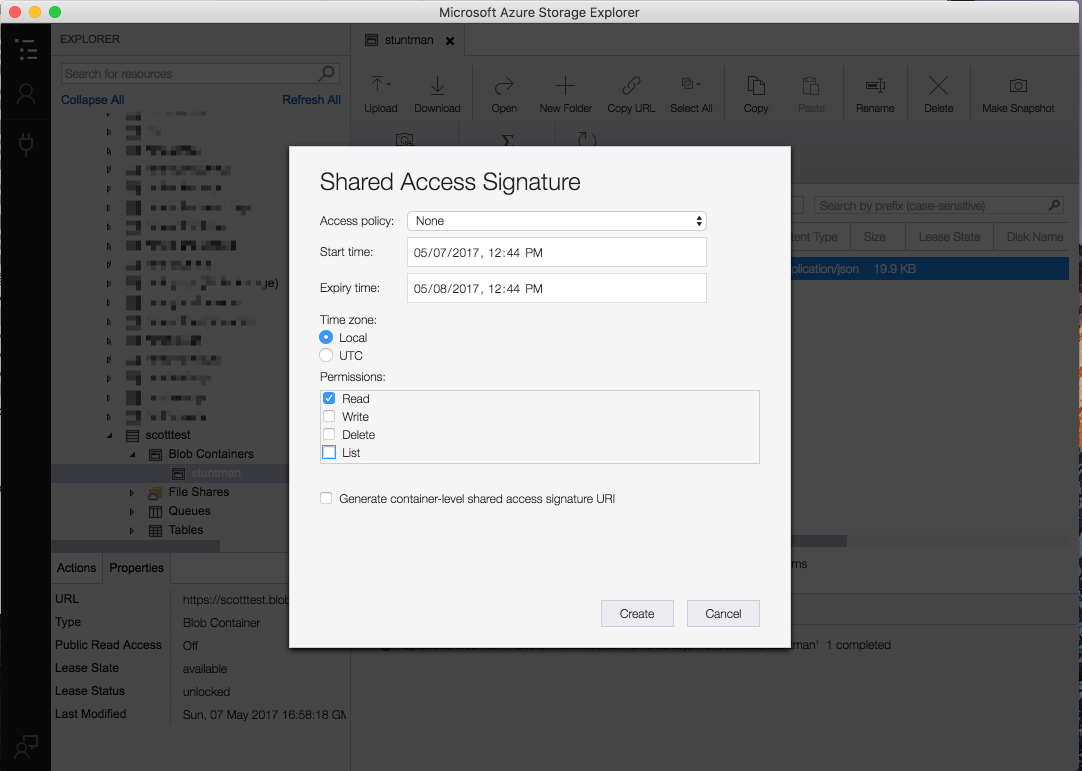 Microsoft Azure Storage Explorer
EXPLORER
Search for resources
Collapse All Refresh All
scotttest
Blob Containers
stuntman
File Shares
Queues
Tables
Actions Properties
URL https://scotttest.blob
Type Blob Container
Public Read Access Off
Lease State available
Lease Status unlocked
Last Modified Sun, 07 May 2017 16:58:18 GM
stuntman
Upload Download Open New Folder Copy URL Select All Copy Paste Rename Delete Make Snapshot
Search by prefix (case-sensitive)
tent Type Size Lease State Disk Name
plication/json 19.9 KB
ms
man' 1 completed
Shared Access Signature
Access policy: None
Start time: 05/07/2017, 12:44 PM
Expiry time: 05/08/2017, 12:44 PM
Time zone:
Local
UTC
Permissions:
Read
Write
Delete
List
Generate container-level shared access signature URI
Create Cancel